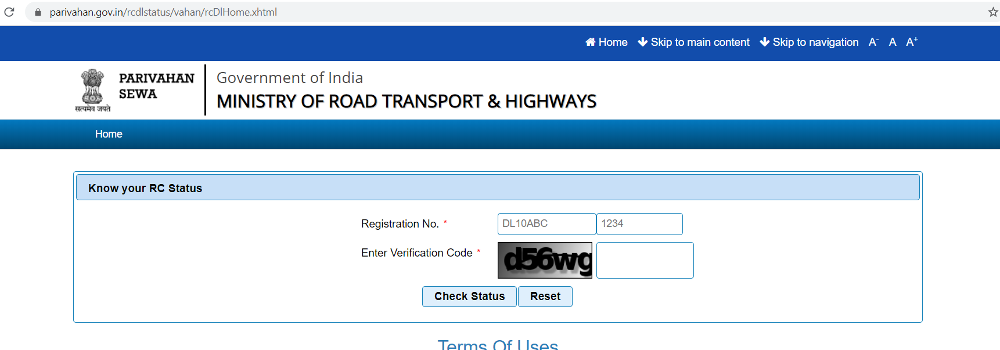 parivahan.gov.in/rcdlstatus/vahan/rcDlHome.xhtml
Home Skip to main content Skip to navigation A- A A+
सत्यमेव जयते
PARIVAHAN
SEWA
Government of India
MINISTRY OF ROAD TRANSPORT & HIGHWAYS
Home
Know your RC Status
Registration No. * DL10ABC 1234
Enter Verification Code * d56wg
Check Status Reset
Terms Of Uses